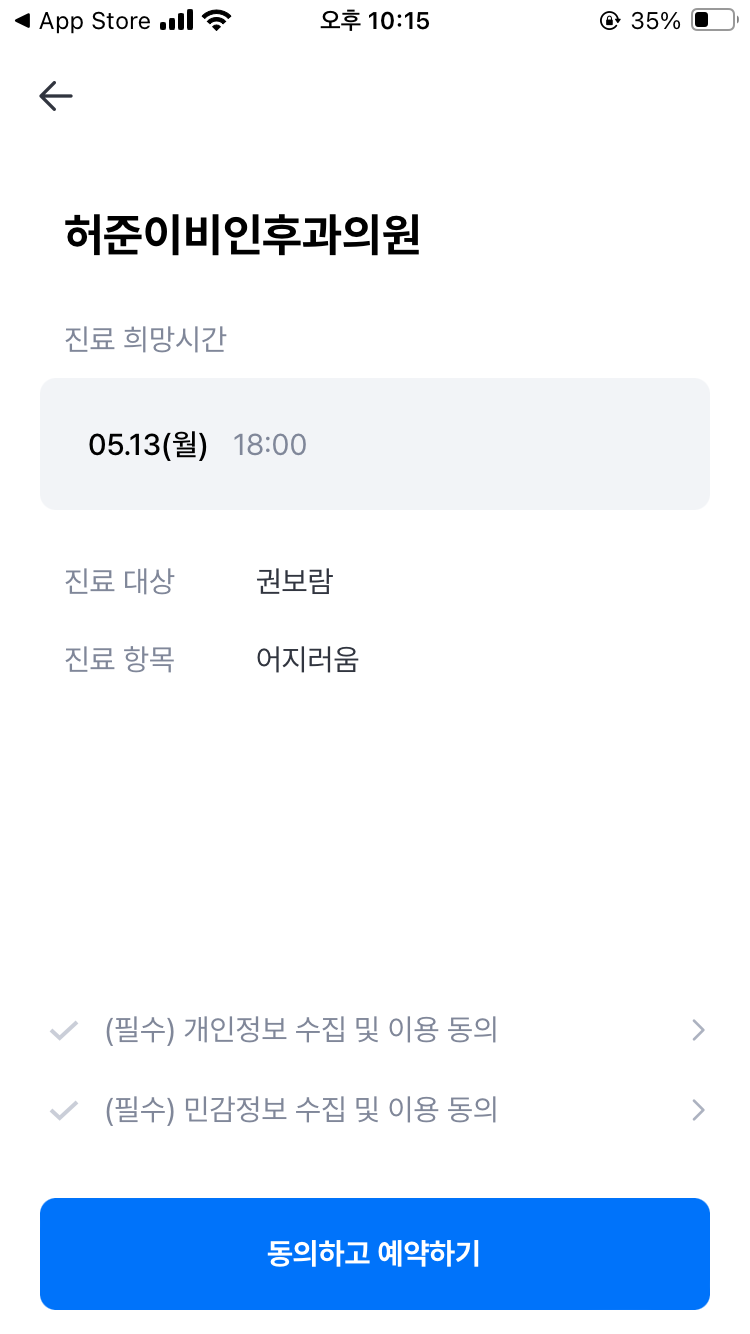 App Store
오후 10:15
35%
허준이비인후과의원
진료 희망시간
05.13(월) 18:00
진료 대상 권보람
진료 항목 어지러움
(필수) 개인정보 수집 및 이용 동의
(필수) 민감정보 수집 및 이용 동의
동의하고 예약하기